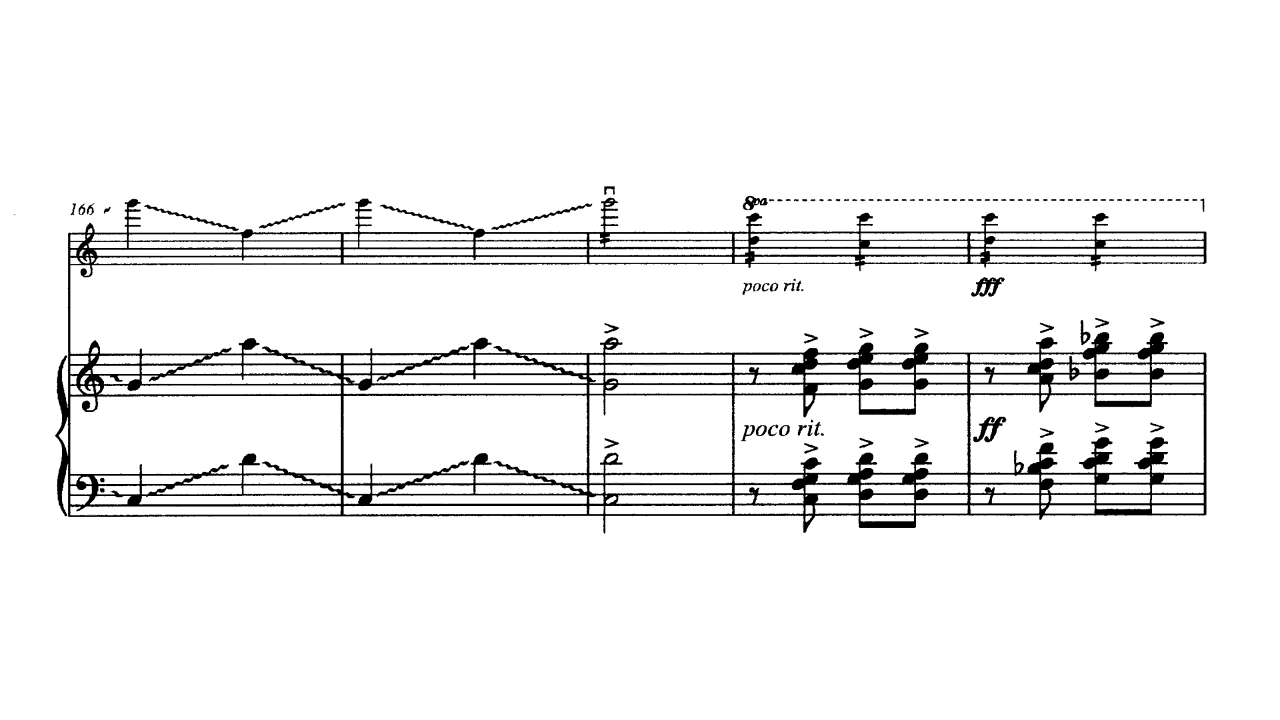 166
8va
poco rit.
fff
poco rit.
ff